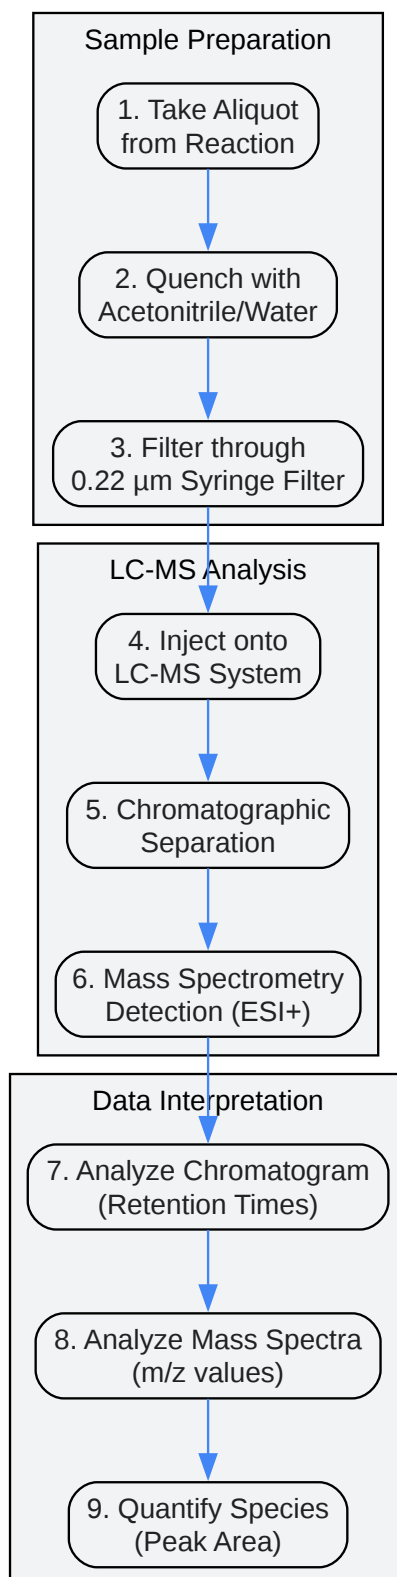 Sample Preparation
1. Take Aliquot
from Reaction
2. Quench with
Acetonitrile/Water
3. Filter through
0.22 µm Syringe Filter
LC-MS Analysis
4. Inject onto
LC-MS System
5. Chromatographic
Separation
6. Mass Spectrometry
Detection (ESI+)
Data Interpretation
7. Analyze Chromatogram
(Retention Times)
8. Analyze Mass Spectra
(m/z values)
9. Quantify Species
(Peak Area)